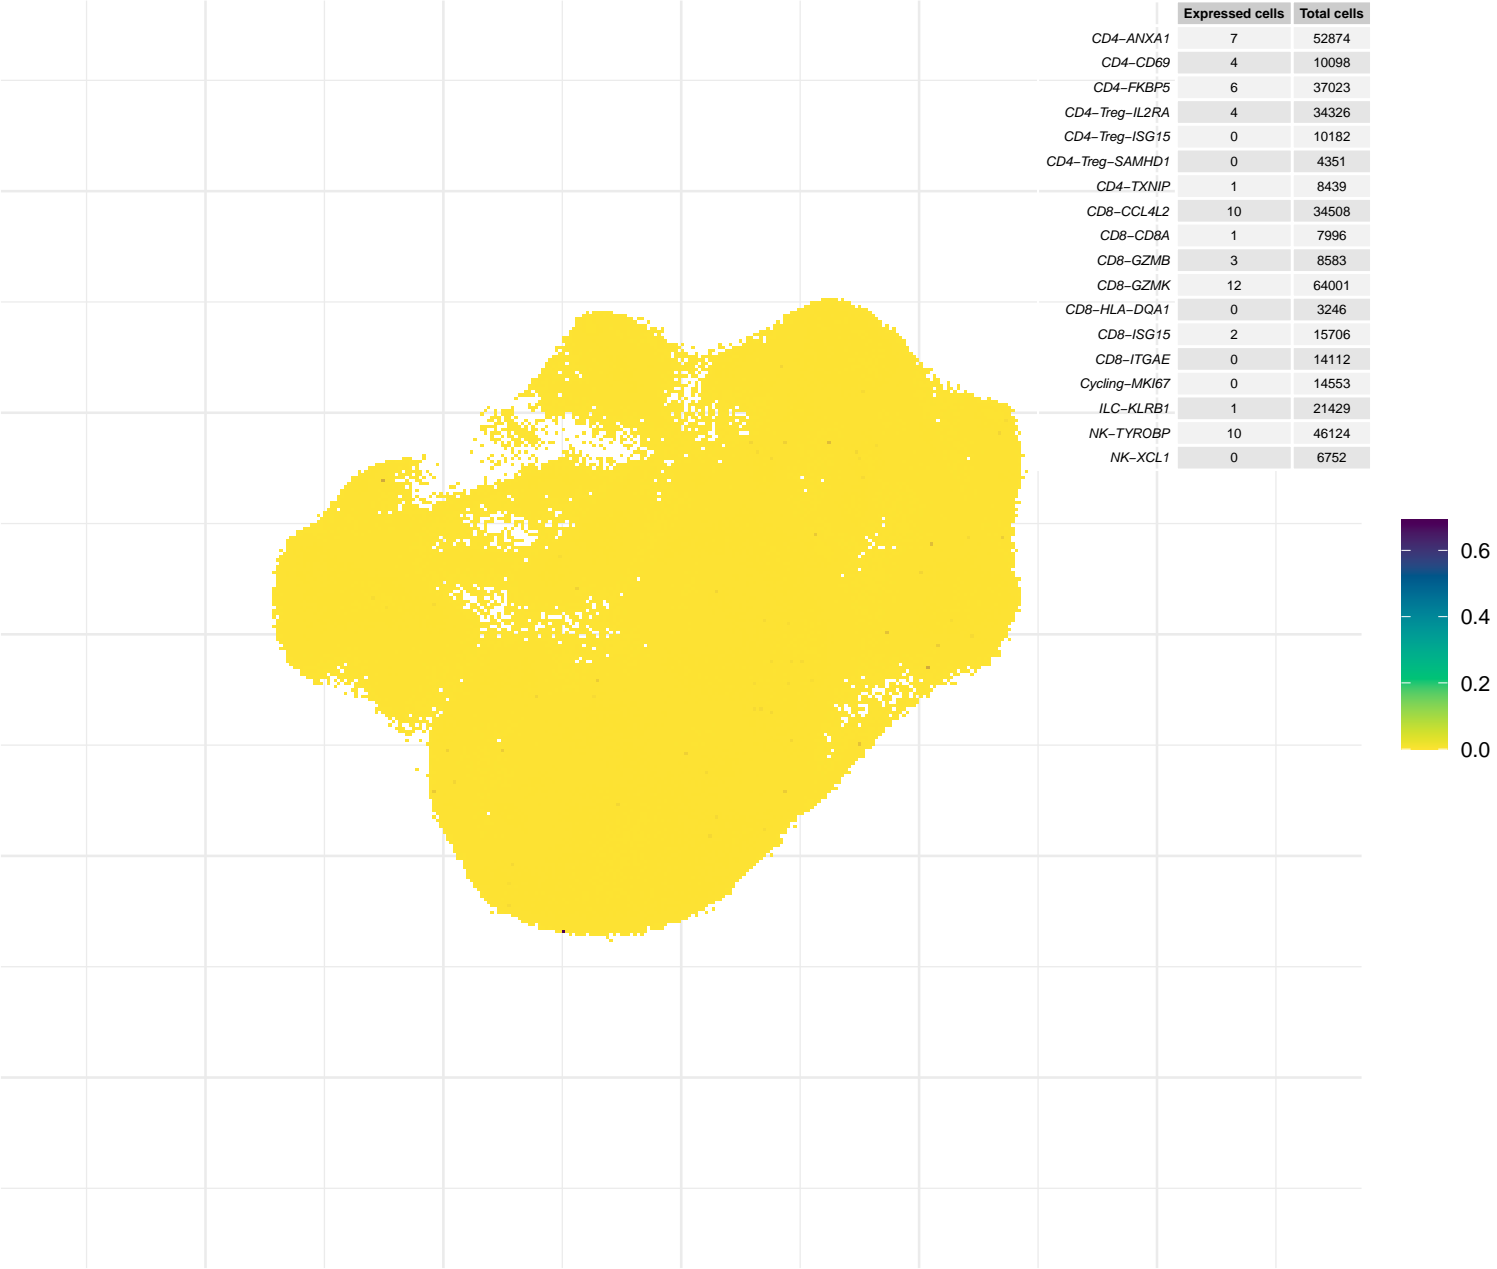 Expressed cells Total cells
CD4−ANXA1 7 52874
CD4−CD69 4 10098
CD4−FKBP5 6 37023
CD4−Treg−IL2RA 4 34326
CD4−Treg−ISG15 0 10182
CD4−Treg−SAMHD1 0 4351
CD4−TXNIP 1 8439
CD8−CCL4L2 10 34508
CD8−CD8A 1 7996
CD8−GZMB 3 8583
CD8−GZMK 12 64001
CD8−HLA−DQA1 0 3246
CD8−ISG15 2 15706
CD8−ITGAE 0 14112
Cycling−MKI67 0 14553
ILC−KLRB1 1 21429
NK−TYROBP 10 46124
NK−XCL1 0 6752
0.6
0.4
0.2
0.0